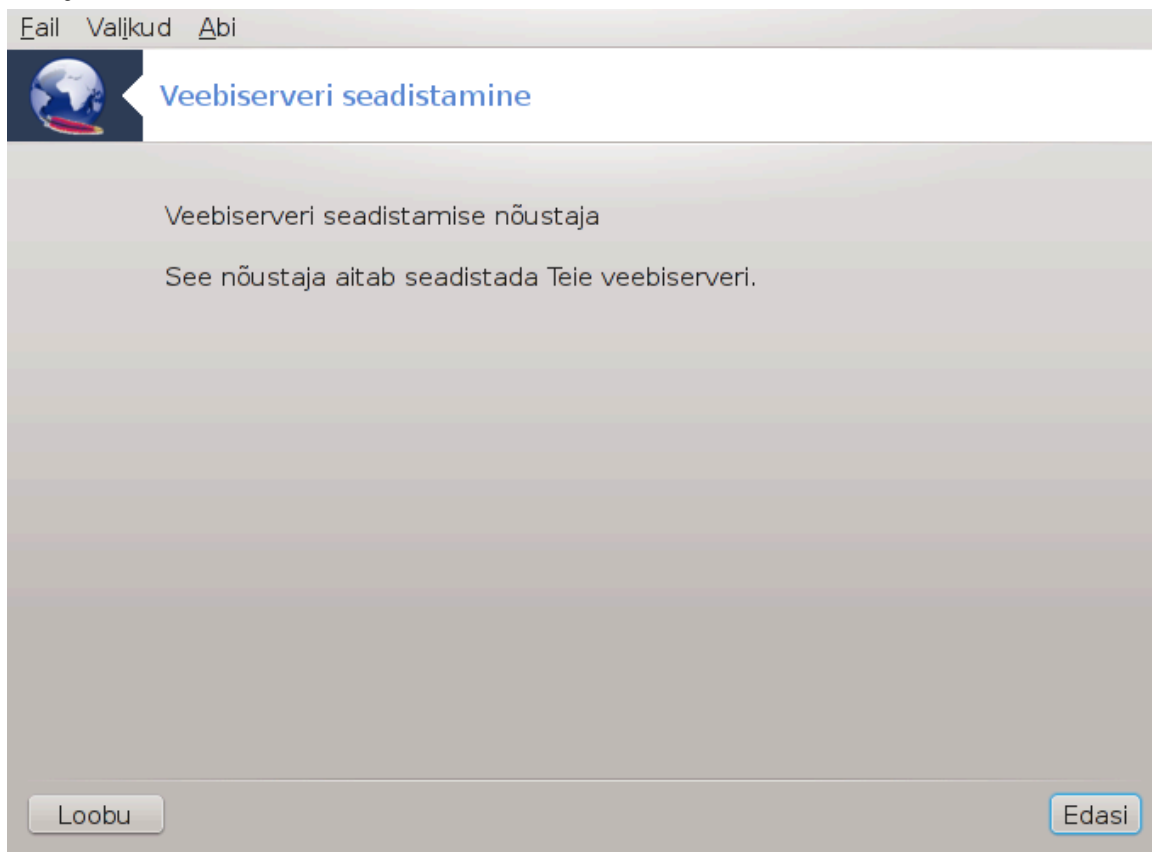 Fail Valikud Abi
Veebiserveri seadistamine
Veebiserveri seadistamise nõustaja
See nõustaja aitab seadistada Teie veebiserveri.
Loobu Edasi